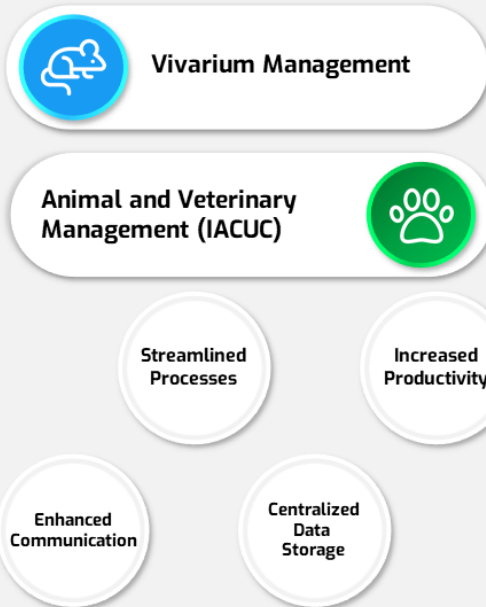 Vivarium Management
Animal and Veterinary
Management (IACUC)
Streamlined
Processes
Increased
Productivity
Enhanced
Communication
Centralized
Data
Storage